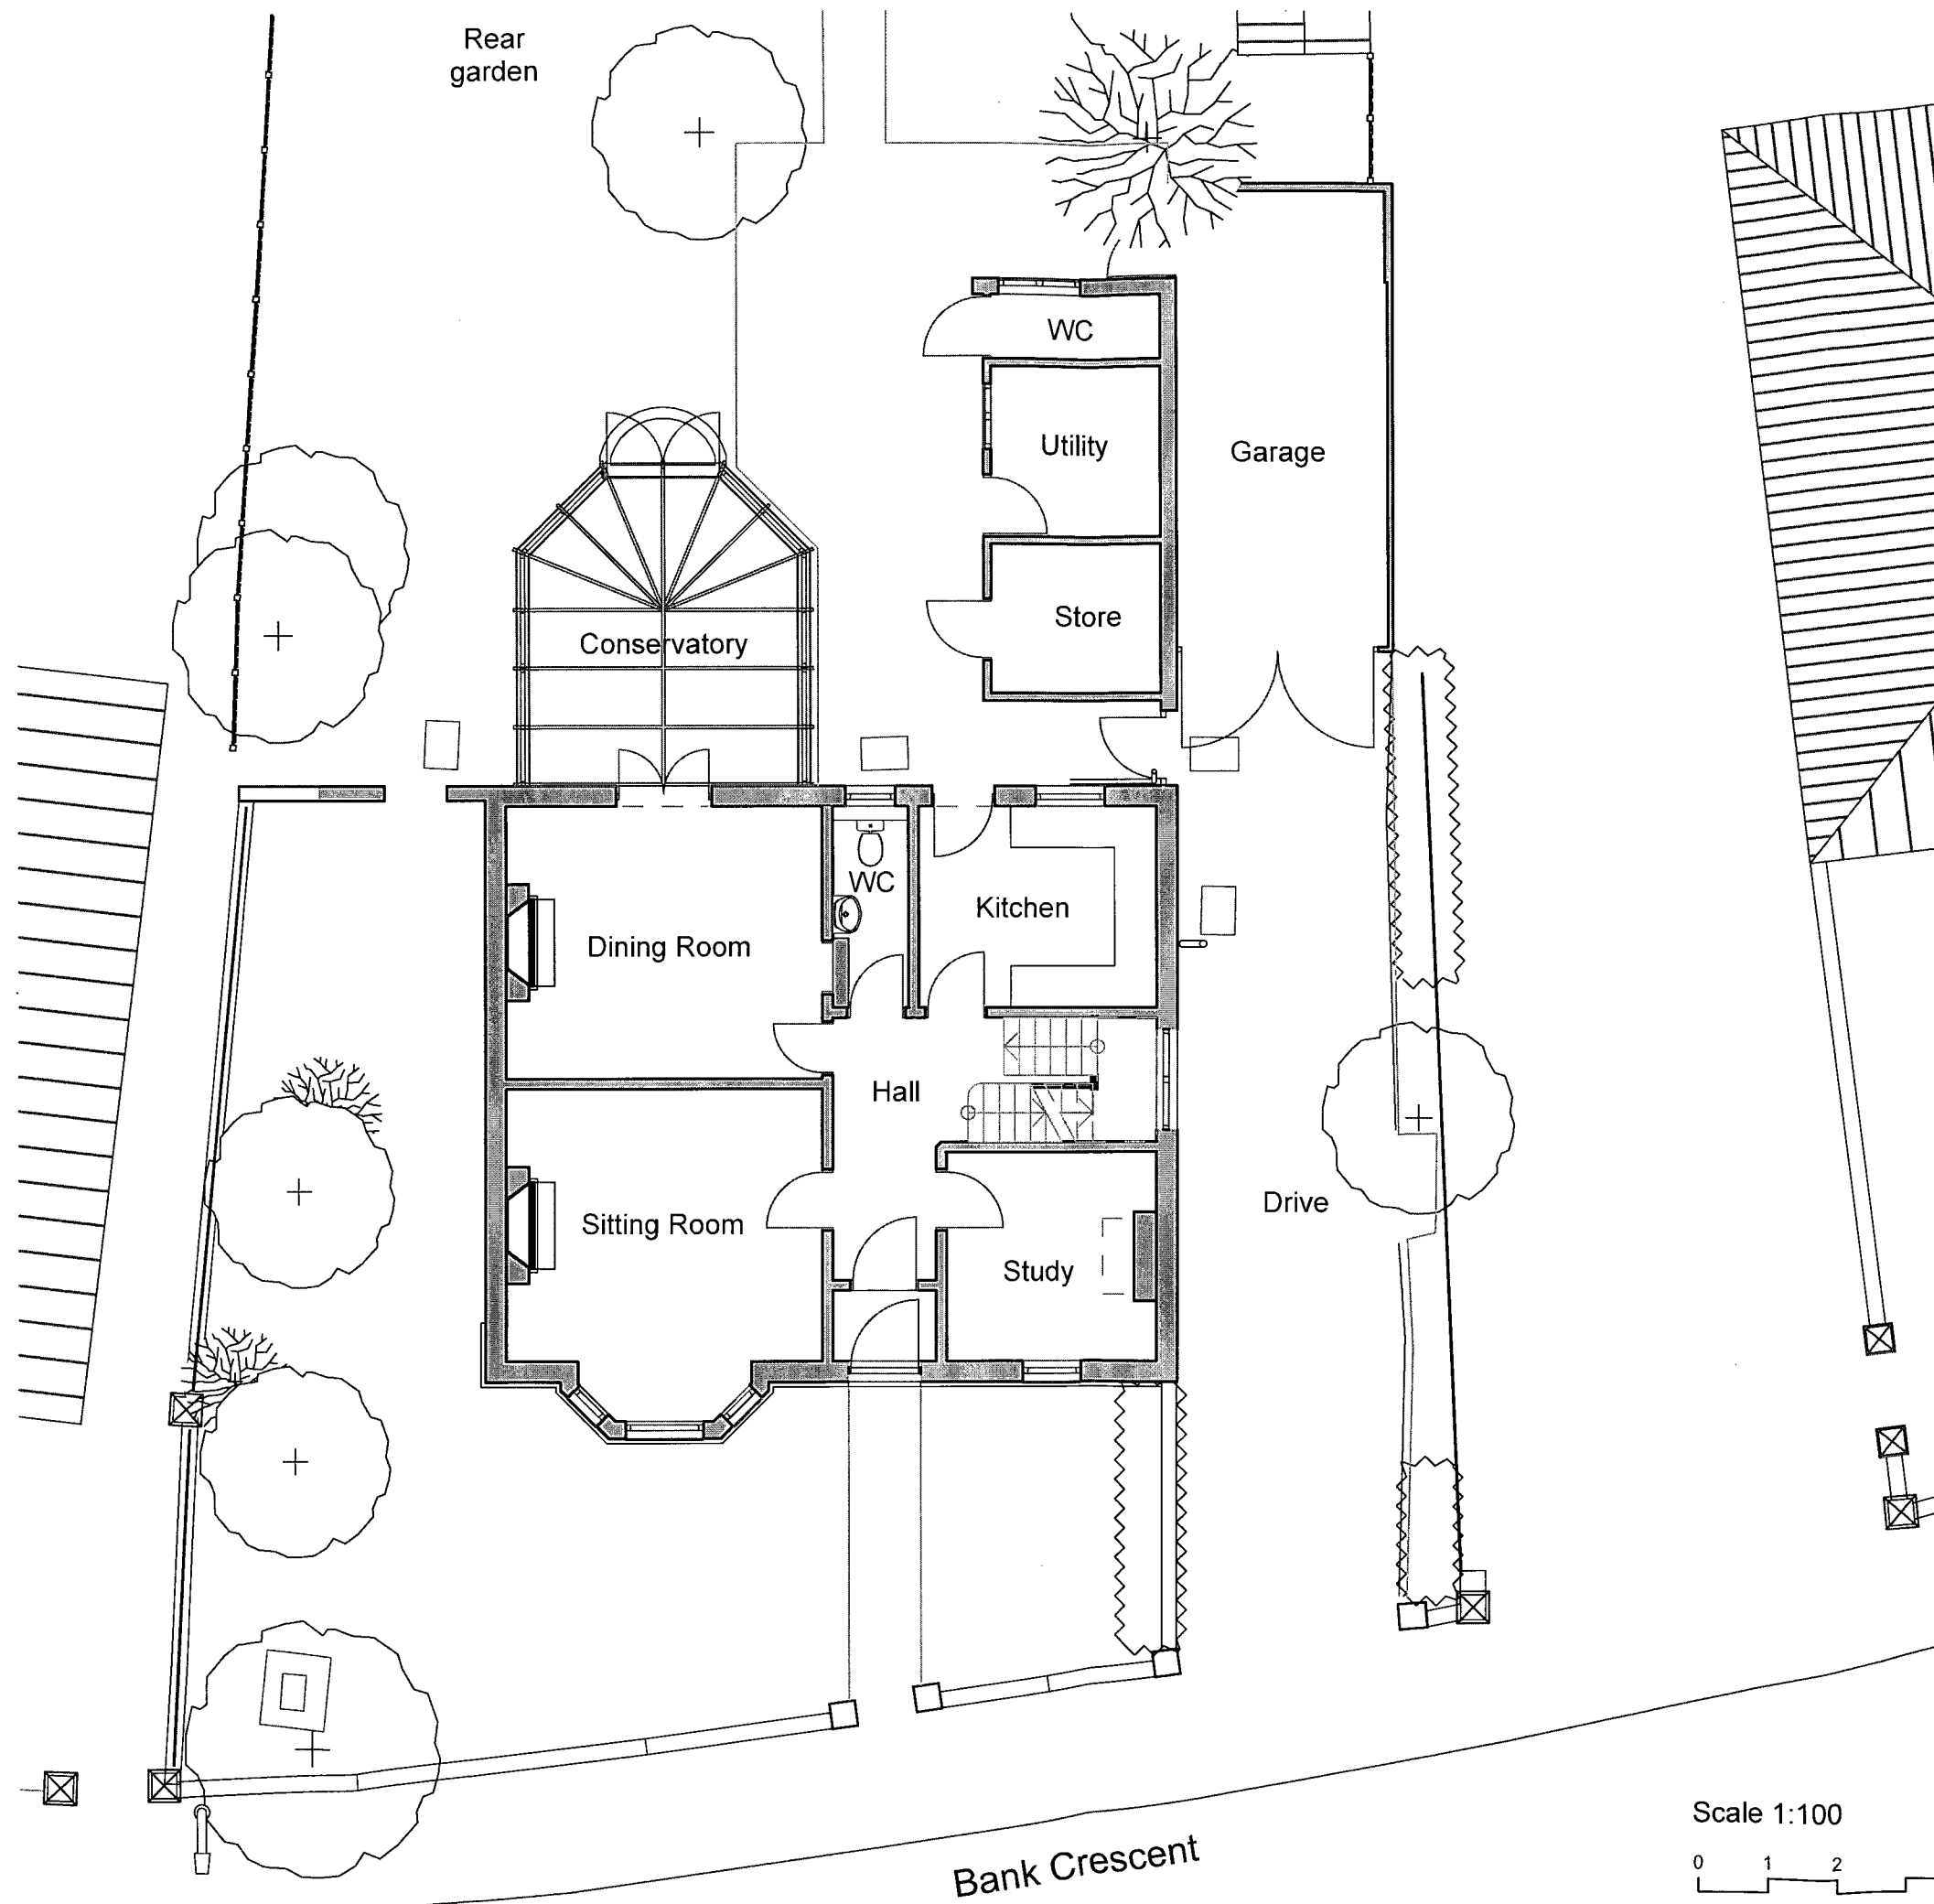 Rear
garden
WC
Utility
Garage
Store
Conservatory
WC
Kitchen
Dining Room
Hall
Drive
Sitting Room
Study
Scale 1:100
0 1 2
Bank Crescent